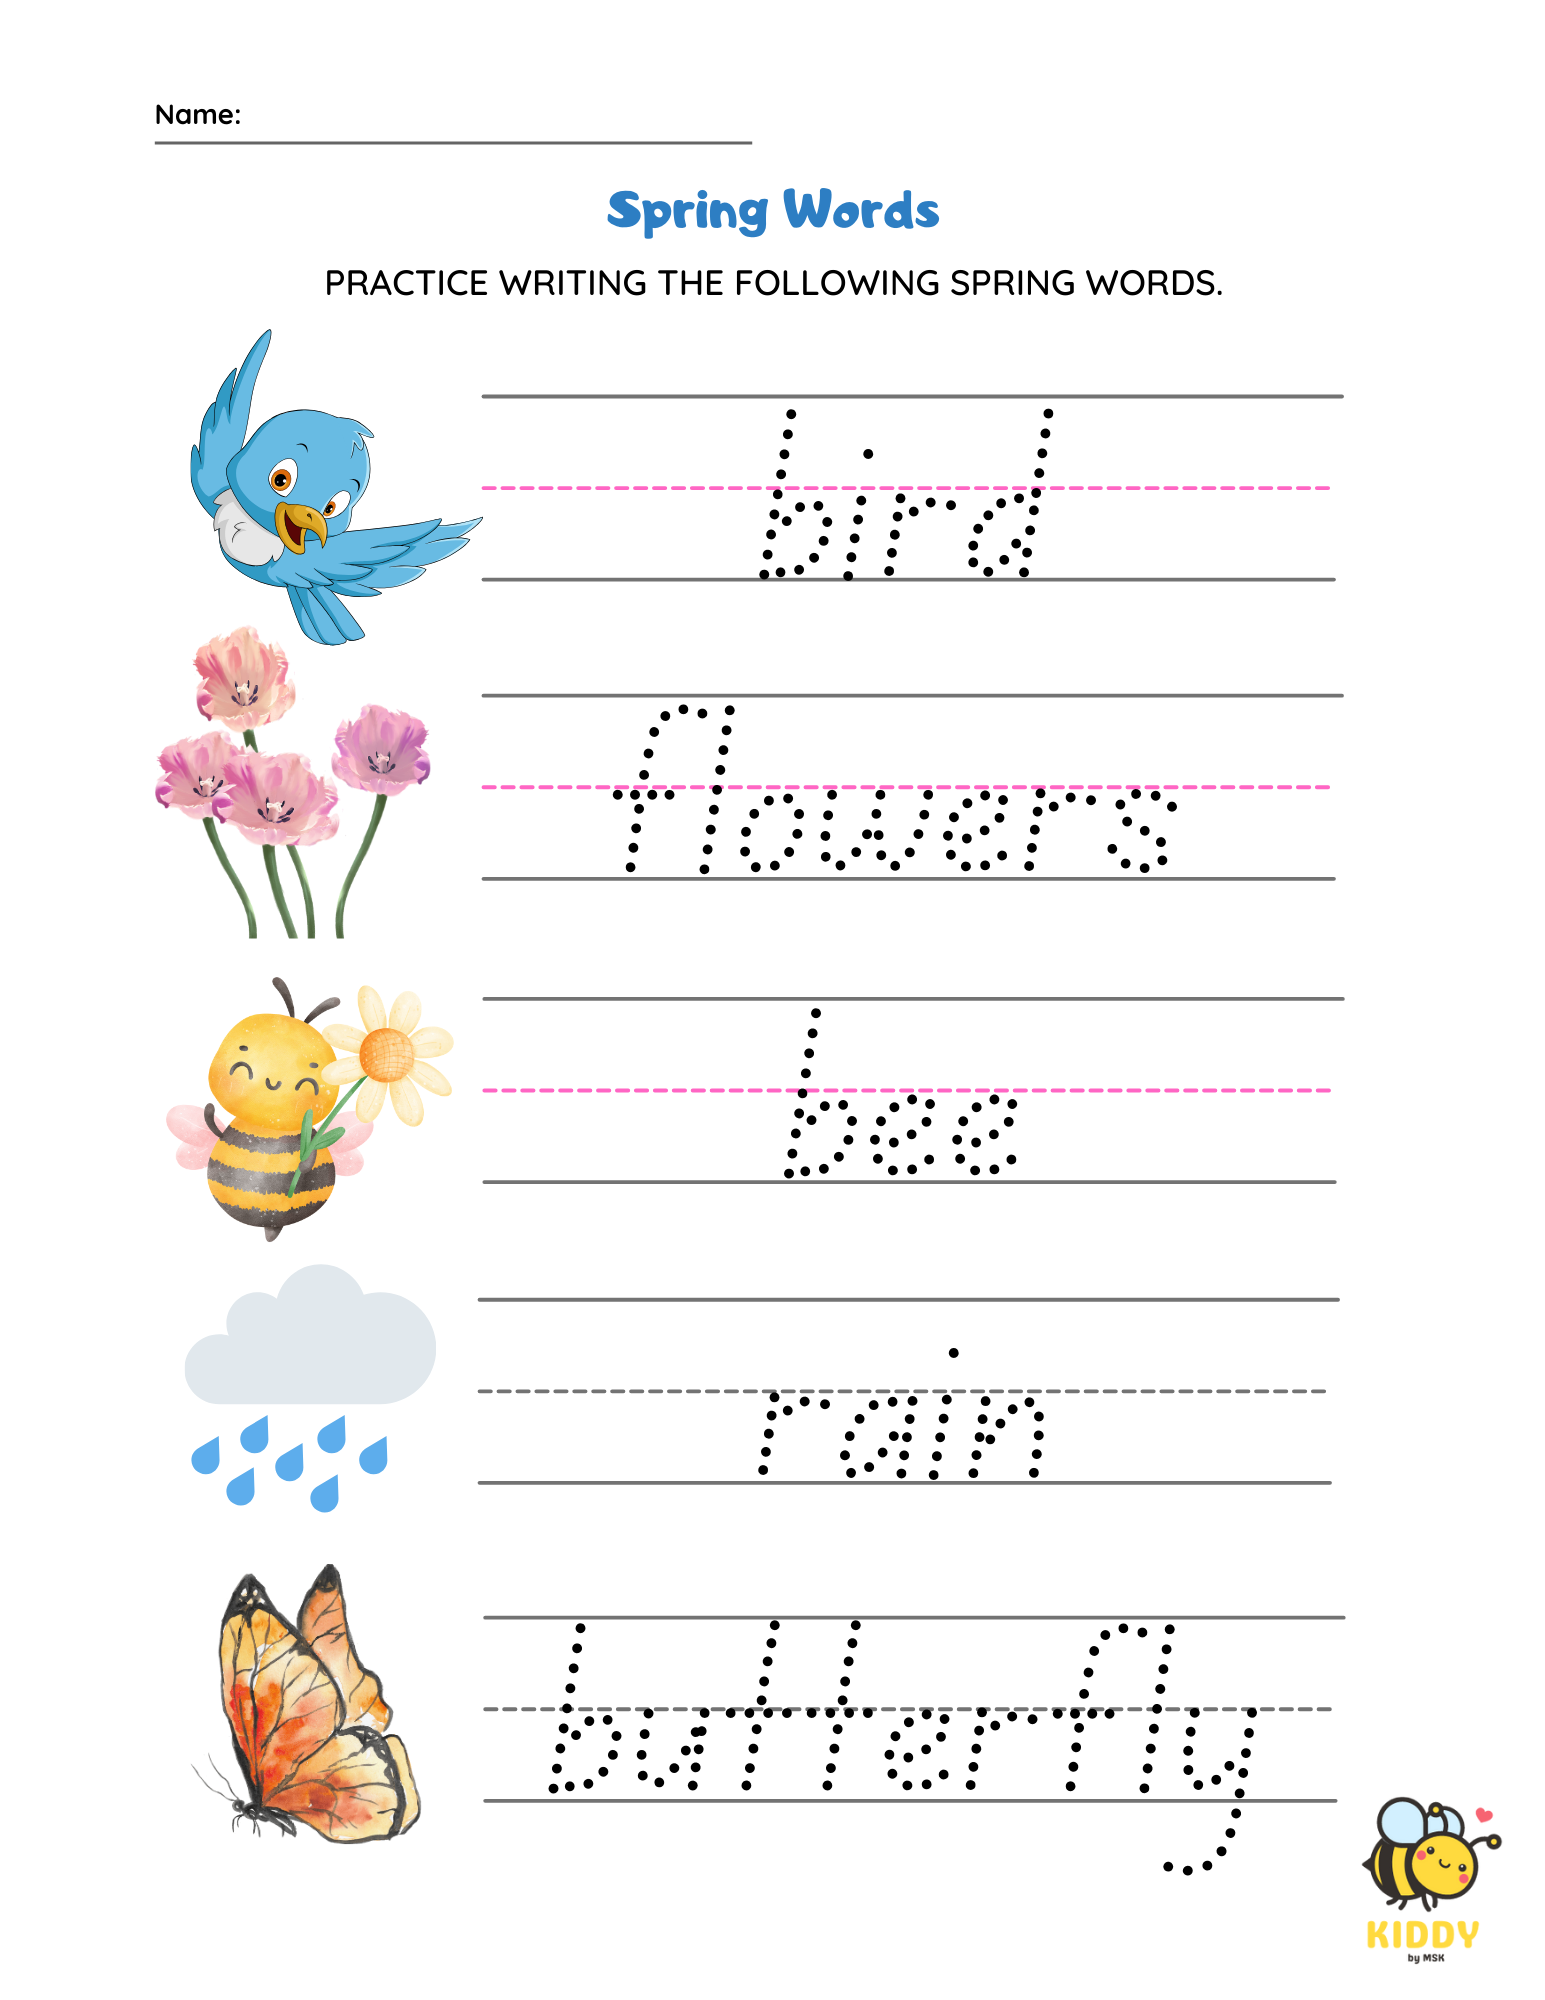 Name:
Spring Words
PRACTICE WRITING THE FOLLOWING SPRING WORDS.
bird
flowers
bee
rain
butterfly
KIDDY
by MSK